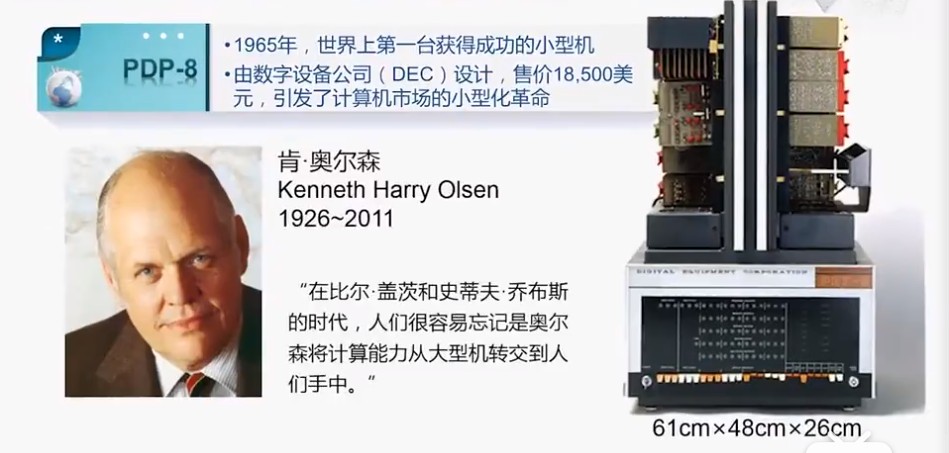 *
PDP-8
•1965年，世界上第一台获得成功的小型机
•由数字设备公司（DEC）设计，售价18,500美
元，引发了计算机市场的小型化革命
肯·奥尔森
Kenneth Harry Olsen
1926~2011
“在比尔·盖茨和史蒂夫·乔布斯
的时代，人们很容易忘记是奥尔
森将计算能力从大型机转交到人
们手中。”
DIGITAL EQUIPMENT CORPORATION
61cm×48cm×26cm